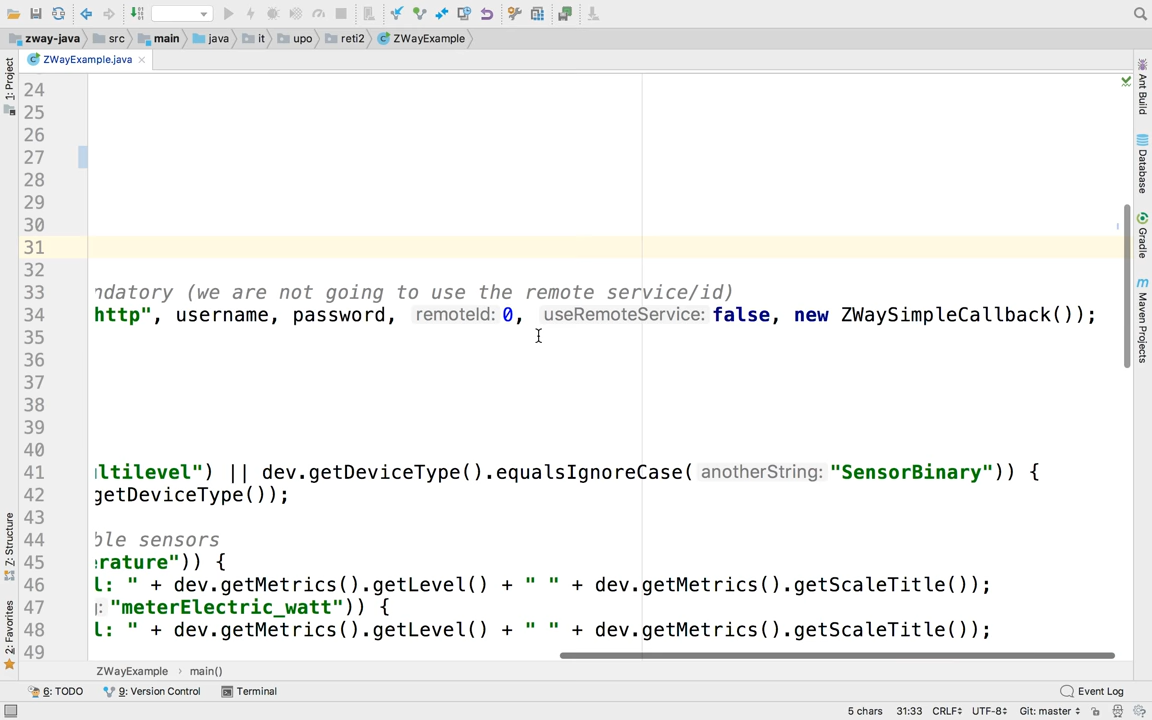 zway-java src main java it upo reti2 ZWayExample
ZWayExample.java
1: Project
24
25
26
27
28
29
30
31
32
33 ndatory (we are not going to use the remote service/id)
34 http", username, password, remoteId: 0, useRemoteService: false, new ZWaySimpleCallback());
35
36
37
38
39
40
41 ltilevel") || dev.getDeviceType().equalsIgnoreCase( anotherString: "SensorBinary")) {
42 getDeviceType());
43
44 ble sensors
45 erature")) {
46 l: " + dev.getMetrics().getLevel() + " " + dev.getMetrics().getScaleTitle());
47 g: "meterElectric_watt")) {
48 l: " + dev.getMetrics().getLevel() + " " + dev.getMetrics().getScaleTitle());
49
Ant Build
Database
Gradle
Maven Projects
Z: Structure
2: Favorites
ZWayExample main()
6: TODO 9: Version Control Terminal Event Log
5 chars 31:33 CRLF UTF-8 Git: master